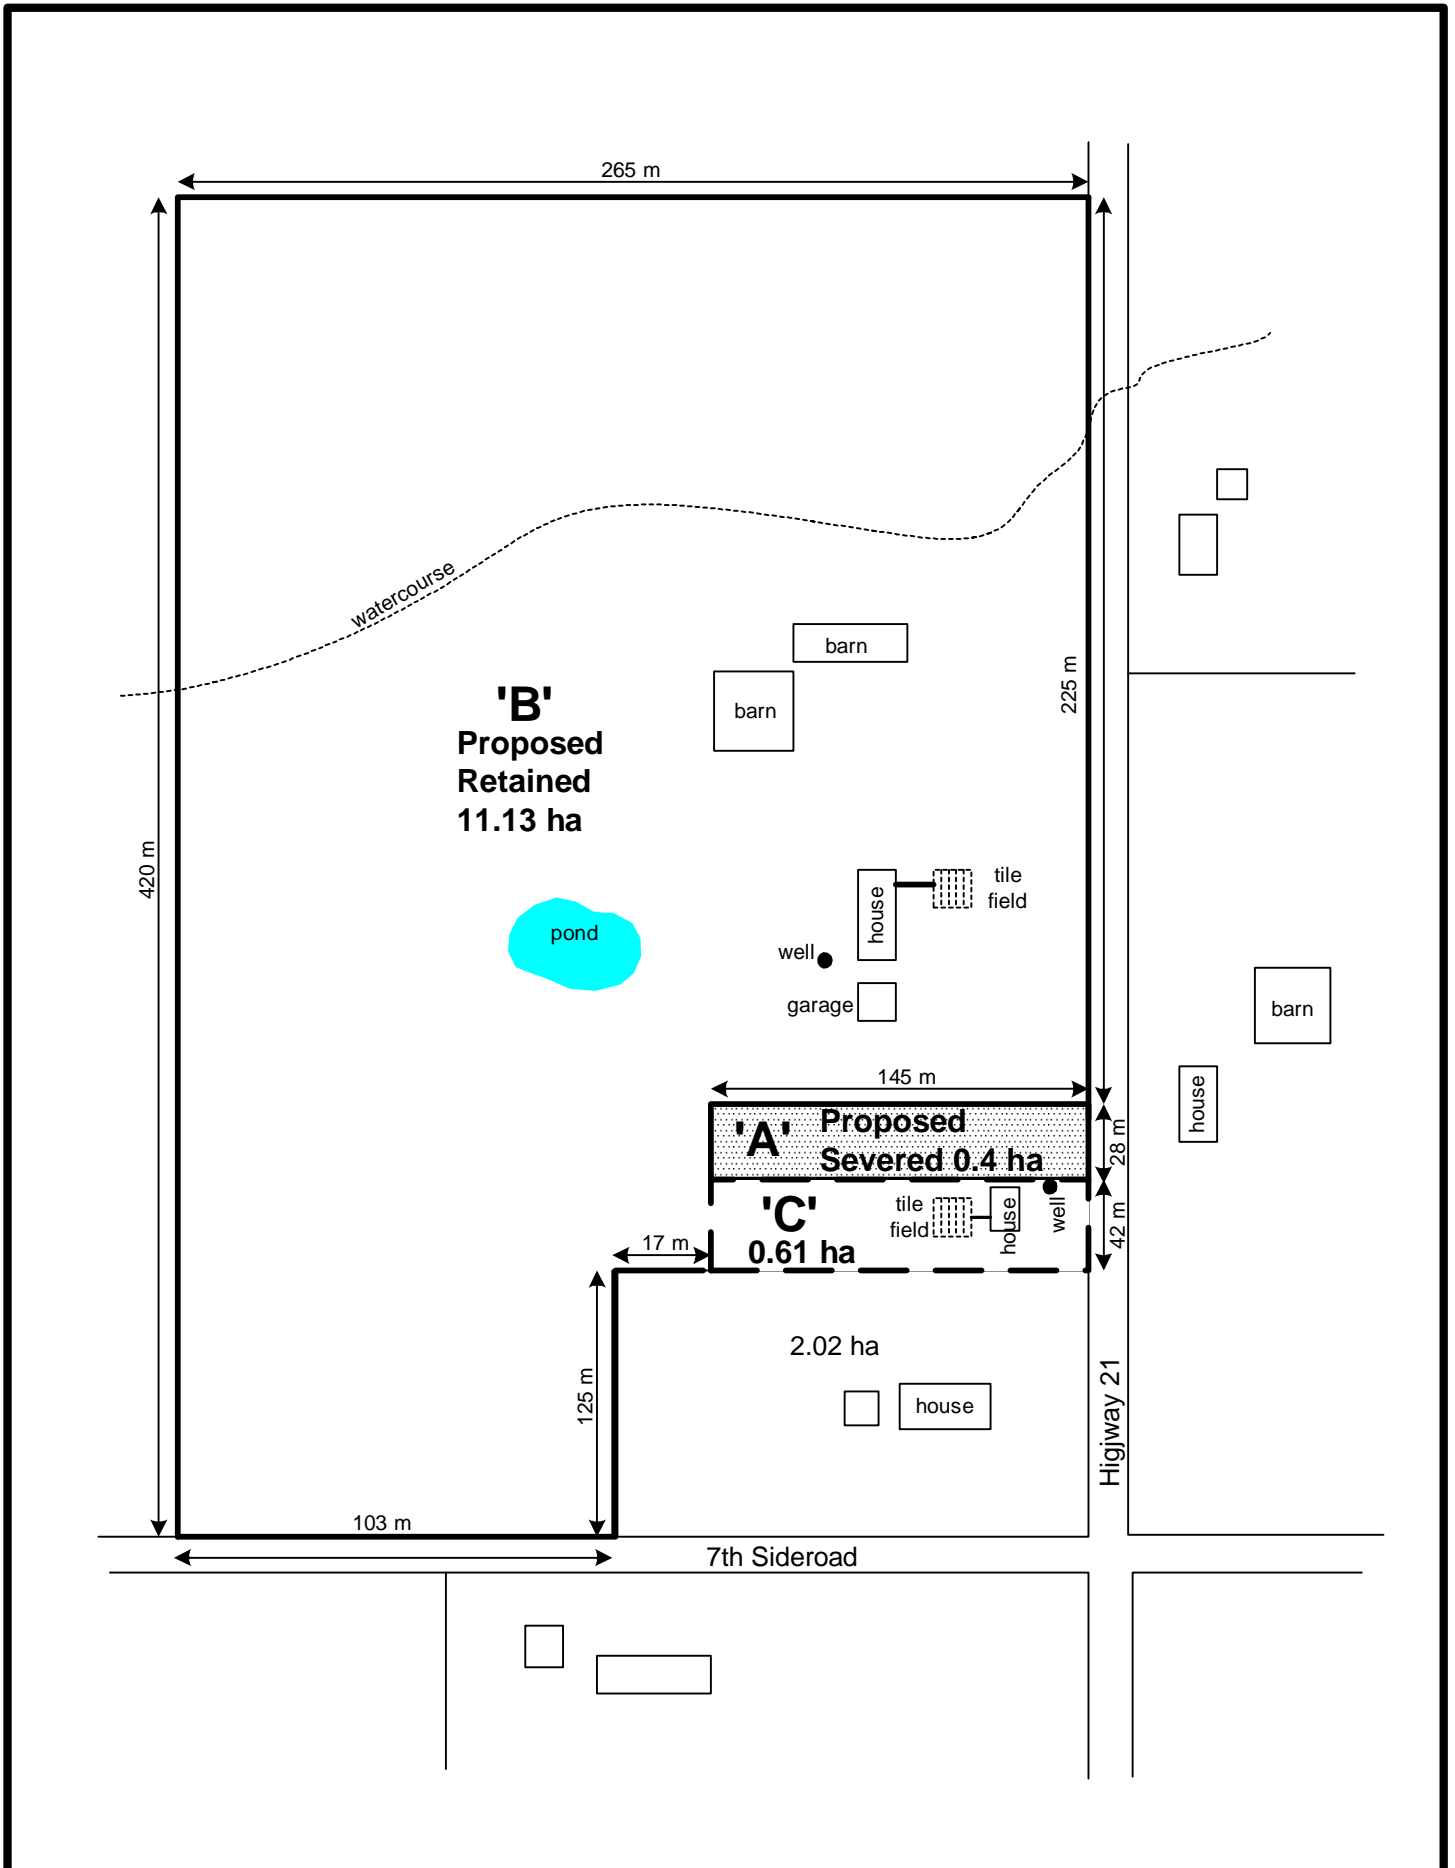 265 m
watercourse
barn
barn
225 m
'B'
Proposed
Retained
11.13 ha
420 m
tile
field
house
pond
well
garage
barn
house
145 m
'A' Proposed
Severed 0.4 ha
28 m
'C'
0.61 ha
tile
field
house
well
42 m
17 m
2.02 ha
125 m
house
Higjway 21
103 m
7th Sideroad